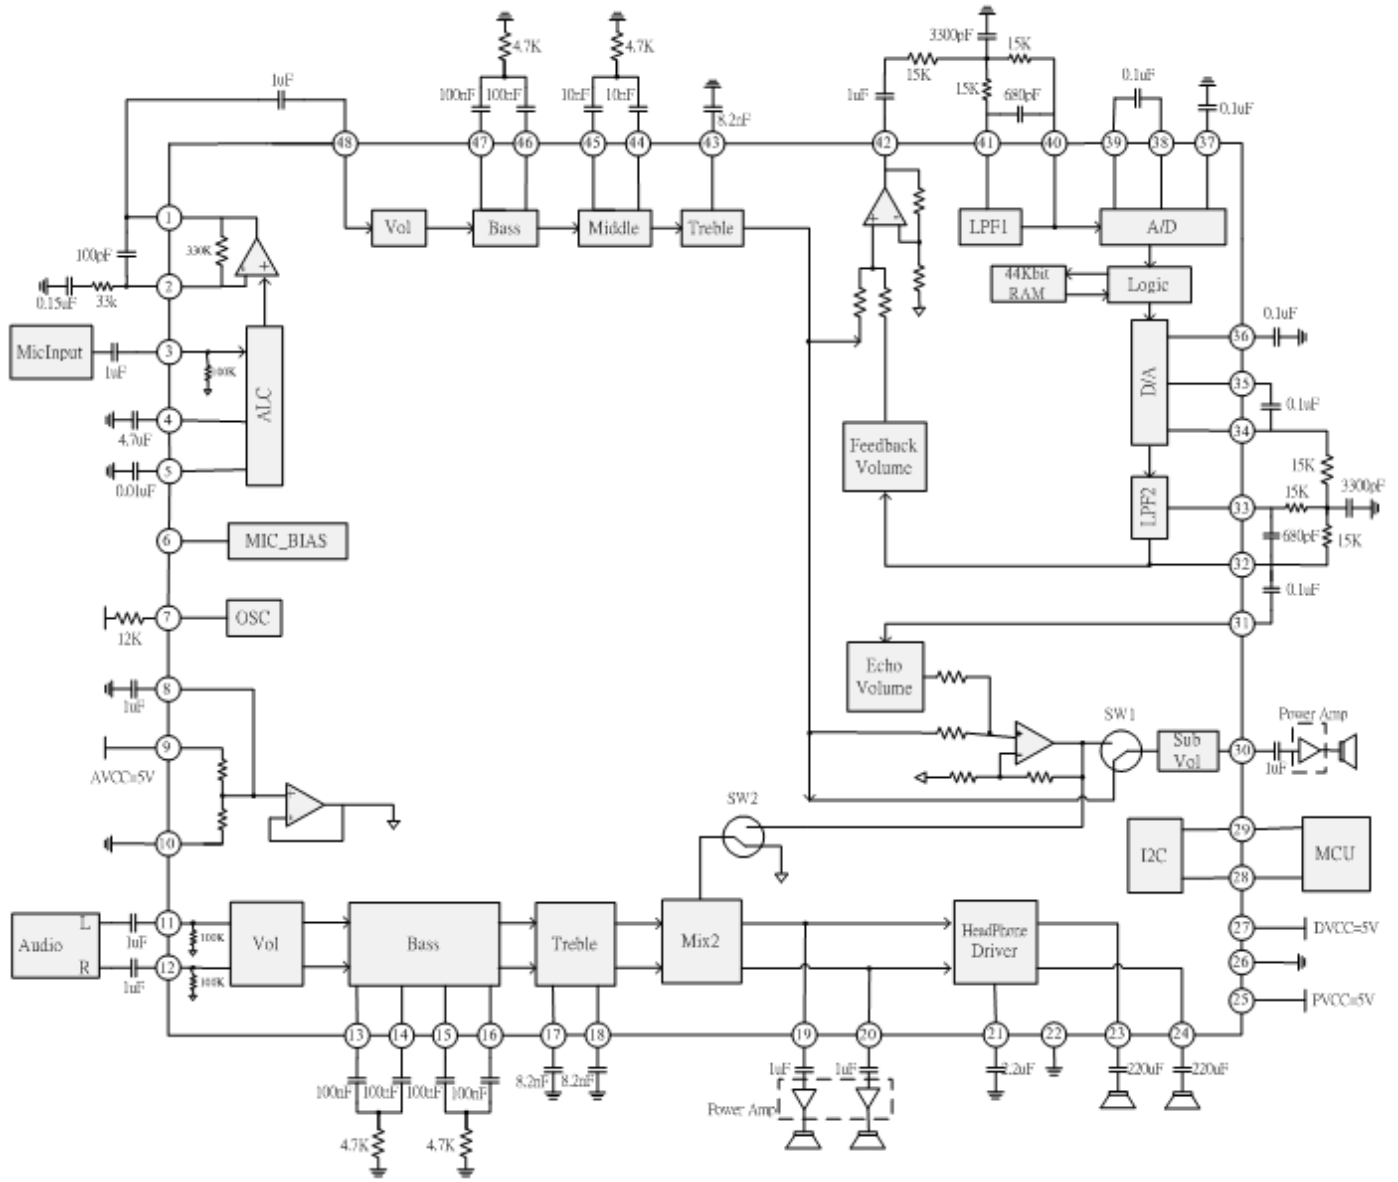 4.7K
4.7K
3300pF
15K
1uF
15K
0.1uF
100nF
100nF
10nF
10nF
8.2nF
1uF
15K
680pF
0.1uF
48
47
46
45
44
43
42
41
40
39
38
37
1
330K
100pF
Vol
Bass
Middle
Treble
+
-
LPF1
A/D
-
+
2
0.15uF
33k
44Kbit
RAM
Logic
0.1uF
36
MicInput
1uF
3
100K
ALC
D/A
35
0.1uF
4
4.7uF
34
Feedback
Volume
15K
5
0.01uF
3300pF
15K
LPF2
33
6
MIC_BIAS
680pF
15K
32
0.1uF
7
12K
OSC
31
Echo
Volume
8
1uF
SW1
Power Amp
Sub
Vol
30
1uF
9
AVCC=5V
SW2
10
29
I2C
MCU
28
11
L
Audio
1uF
100K
Vol
Bass
Treble
Mix2
HeadPhone
Driver
27
DVCC=5V
R
12
1uF
100K
26
25
PVCC=5V
13
14
15
16
17
18
19
20
21
22
23
24
100nF
100nF
100nF
100nF
8.2nF
8.2nF
1uF
1uF
2.2uF
220uF
220uF
Power Amp
4.7K
4.7K